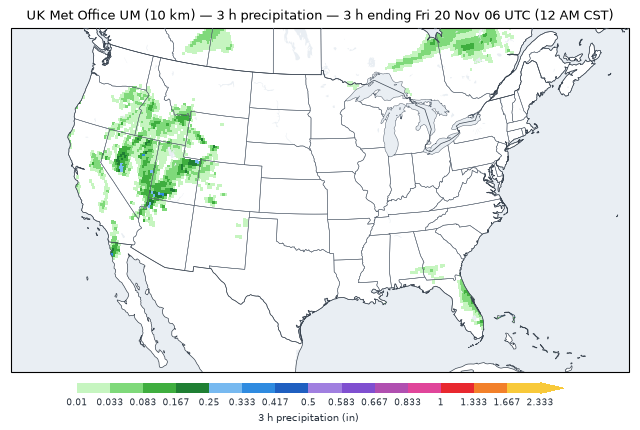 UK Met Office UM (10 km) — 3 h precipitation — 3 h ending Fri 20 Nov 06 UTC (12 AM CST)
0.01 0.033 0.083 0.167 0.25 0.333 0.417 0.5 0.583 0.667 0.833 1 1.333 1.667 2.333
3 h precipitation (in)